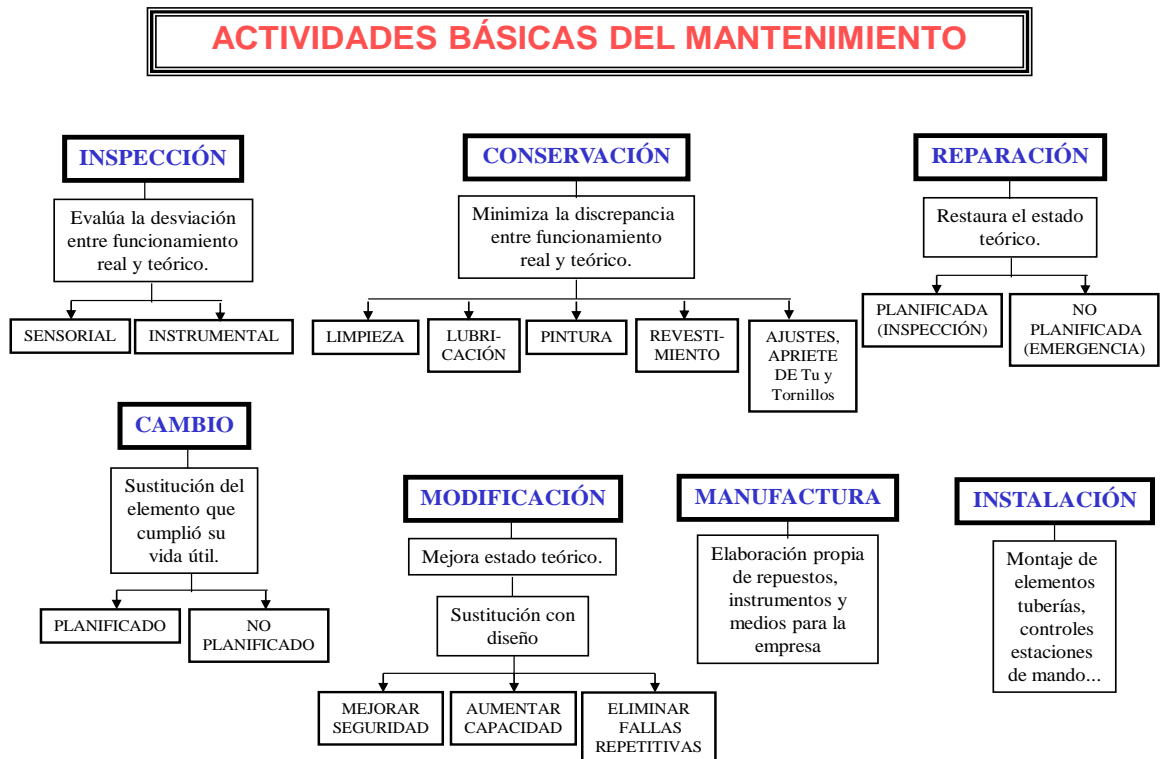 ACTIVIDADES BÁSICAS DEL MANTENIMIENTO
INSPECCIÓN
Evalúa la desviación
entre funcionamiento
real y teórico.
SENSORIAL
INSTRUMENTAL
CONSERVACIÓN
Minimiza la discrepancia
entre funcionamiento
real y teórico.
LIMPIEZA
LUBRI-
CACIÓN
PINTURA
REVESTI-
MIENTO
AJUSTES,
APRIETE
DE Tu y
Tornillos
REPARACIÓN
Restaura el estado
teórico.
PLANIFICADA
(INSPECCIÓN)
NO
PLANIFICADA
(EMERGENCIA)
CAMBIO
Sustitución del
elemento que
cumplió su
vida útil.
PLANIFICADO
NO
PLANIFICADO
MODIFICACIÓN
Mejora estado teórico.
Sustitución con
diseño
MEJORAR
SEGURIDAD
AUMENTAR
CAPACIDAD
ELIMINAR
FALLAS
REPETITIVAS
MANUFACTURA
Elaboración propia
de repuestos,
instrumentos y
medios para la
empresa
INSTALACIÓN
Montaje de
elementos
tuberías,
controles
estaciones
de mando...